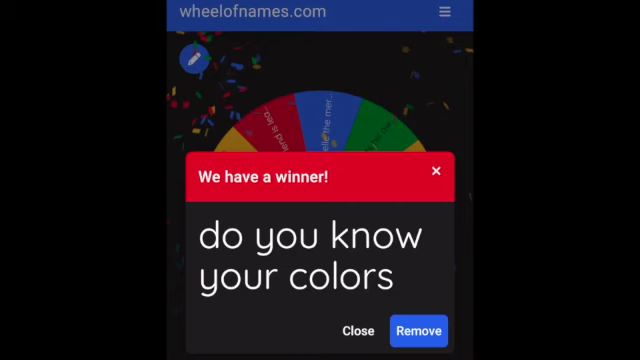 wheelofnames.com
We have a winner!
do you know
your colors
Close
Remove